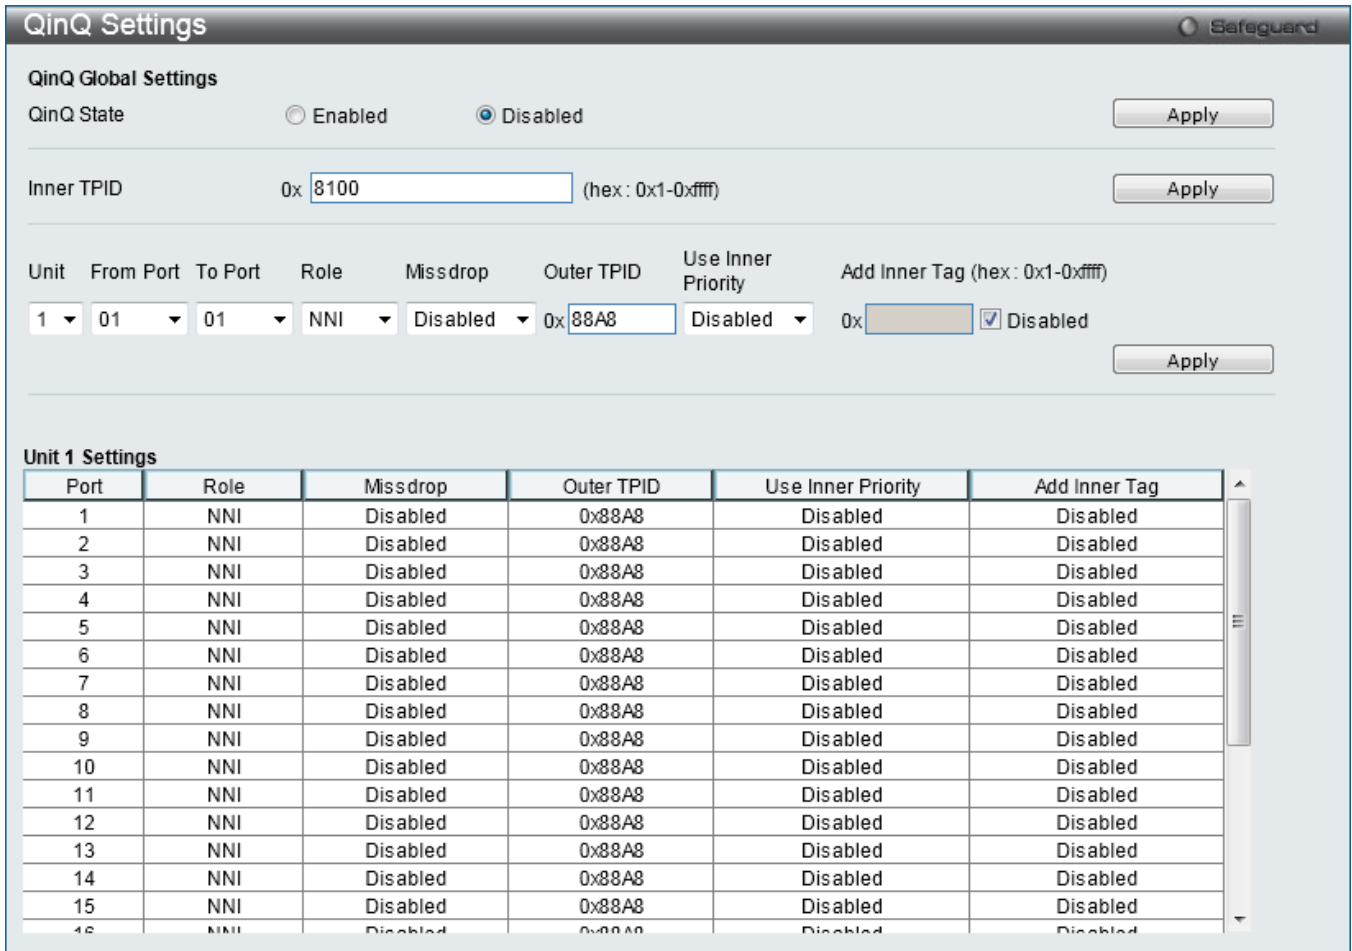 QinQ Settings Safeguard
QinQ Global Settings
QinQ State Enabled Disabled Apply
Inner TPID 0x 8100 (hex : 0x1-0xffff) Apply
Unit From Port To Port Role Missdrop Outer TPID Use Inner Priority Add Inner Tag (hex : 0x1-0xffff)
1 01 01 NNI Disabled 0x 88A8 Disabled 0x Disabled
Apply
Unit 1 Settings
Port Role Missdrop Outer TPID Use Inner Priority Add Inner Tag
1 NNI Disabled 0x88A8 Disabled Disabled
2 NNI Disabled 0x88A8 Disabled Disabled
3 NNI Disabled 0x88A8 Disabled Disabled
4 NNI Disabled 0x88A8 Disabled Disabled
5 NNI Disabled 0x88A8 Disabled Disabled
6 NNI Disabled 0x88A8 Disabled Disabled
7 NNI Disabled 0x88A8 Disabled Disabled
8 NNI Disabled 0x88A8 Disabled Disabled
9 NNI Disabled 0x88A8 Disabled Disabled
10 NNI Disabled 0x88A8 Disabled Disabled
11 NNI Disabled 0x88A8 Disabled Disabled
12 NNI Disabled 0x88A8 Disabled Disabled
13 NNI Disabled 0x88A8 Disabled Disabled
14 NNI Disabled 0x88A8 Disabled Disabled
15 NNI Disabled 0x88A8 Disabled Disabled